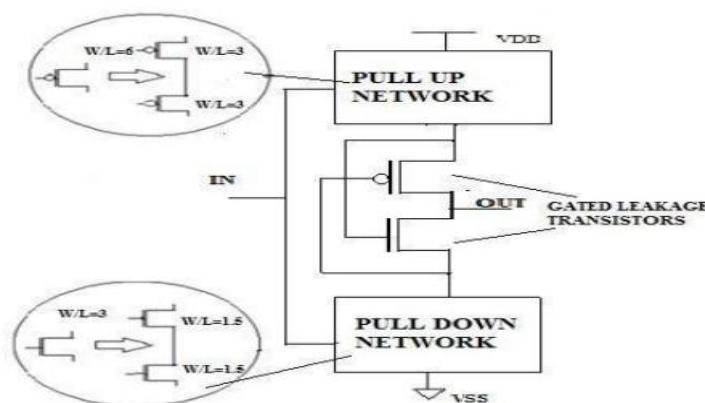 VDD
W/L=6
W/L=3
W/L=3
PULL UP
NETWORK
IN
OUT
GATED LEAKAGE
TRANSISTORS
W/L=3
W/L=1.5
W/L=1.5
PULL DOWN
NETWORK
VSS